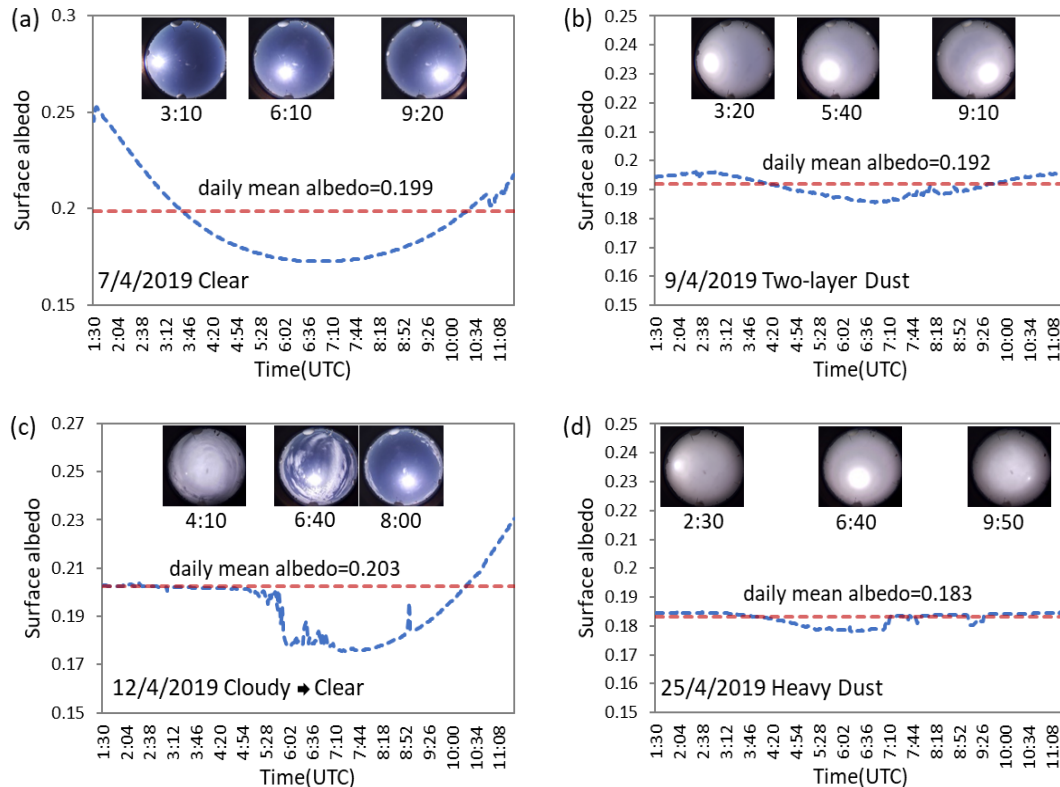 (a)
0.3
0.25
0.2
0.15
Surface albedo
3:10 6:10 9:20
daily mean albedo=0.199
7/4/2019 Clear
1:30 2:04 3:12 3:46 4:20 4:54 5:28 6:02 6:36 7:10 7:44 8:18 8:52 9:26 10:00 10:34 11:08
Time(UTC)
(b)
0.25
0.24
0.23
0.22
0.21
0.2
0.19
0.18
0.17
0.16
0.15
Surface albedo
3:20 5:40 9:10
daily mean albedo=0.192
9/4/2019 Two-layer Dust
1:30 2:04 2:38 3:12 3:46 4:20 4:54 5:28 6:02 6:36 7:10 7:44 8:18 8:52 9:26 10:00 10:34 11:08
Time(UTC)
(c)
0.27
0.25
0.23
0.21
0.19
0.17
0.15
Surface albedo
4:10 6:40 8:00
daily mean albedo=0.203
12/4/2019 Cloudy ➡ Clear
1:30 2:04 2:38 3:12 3:46 4:20 4:54 5:28 6:02 6:36 7:10 7:54 8:18 8:52 9:26 10:00 10:34 11:08
Time(UTC)
(d)
0.25
0.24
0.23
0.22
0.21
0.2
0.19
0.18
0.17
0.16
0.15
Surface albedo
2:30 6:40 9:50
daily mean albedo=0.183
25/4/2019 Heavy Dust
1:30 2:04 2:38 3:12 3:46 4:20 4:54 5:28 6:02 6:36 7:10 7:44 8:18 8:52 9:26 10:00 10:34 11:08
Time(UTC)